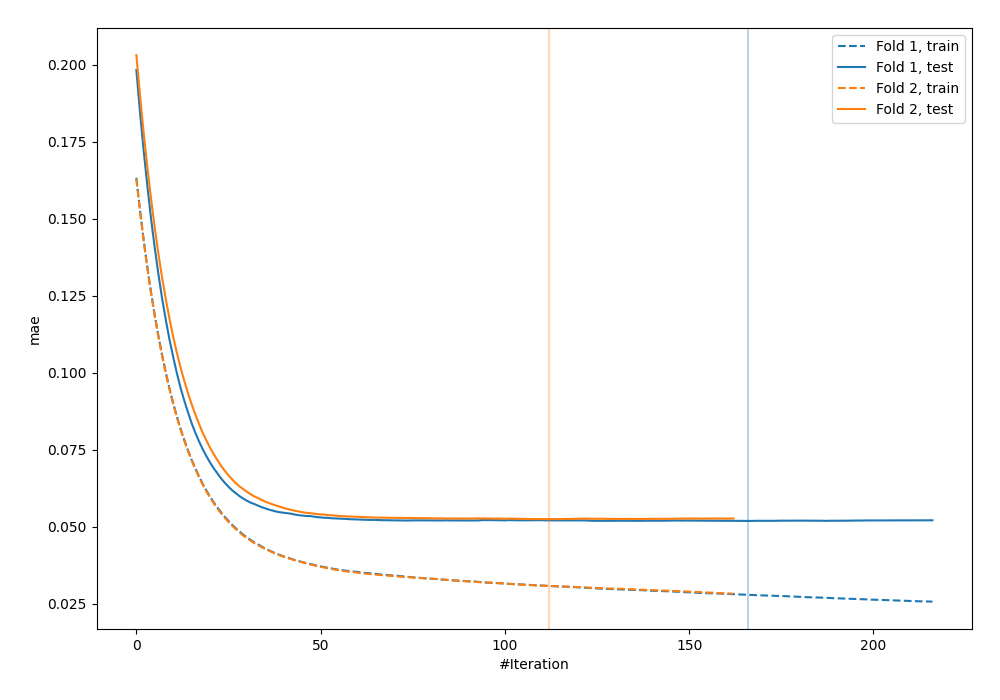 Fold 1, train
Fold 1, test
Fold 2, train
Fold 2, test
0.200
0.175
0.150
0.125
0.100
0.075
0.050
0.025
mae
0
50
100
150
200
#Iteration